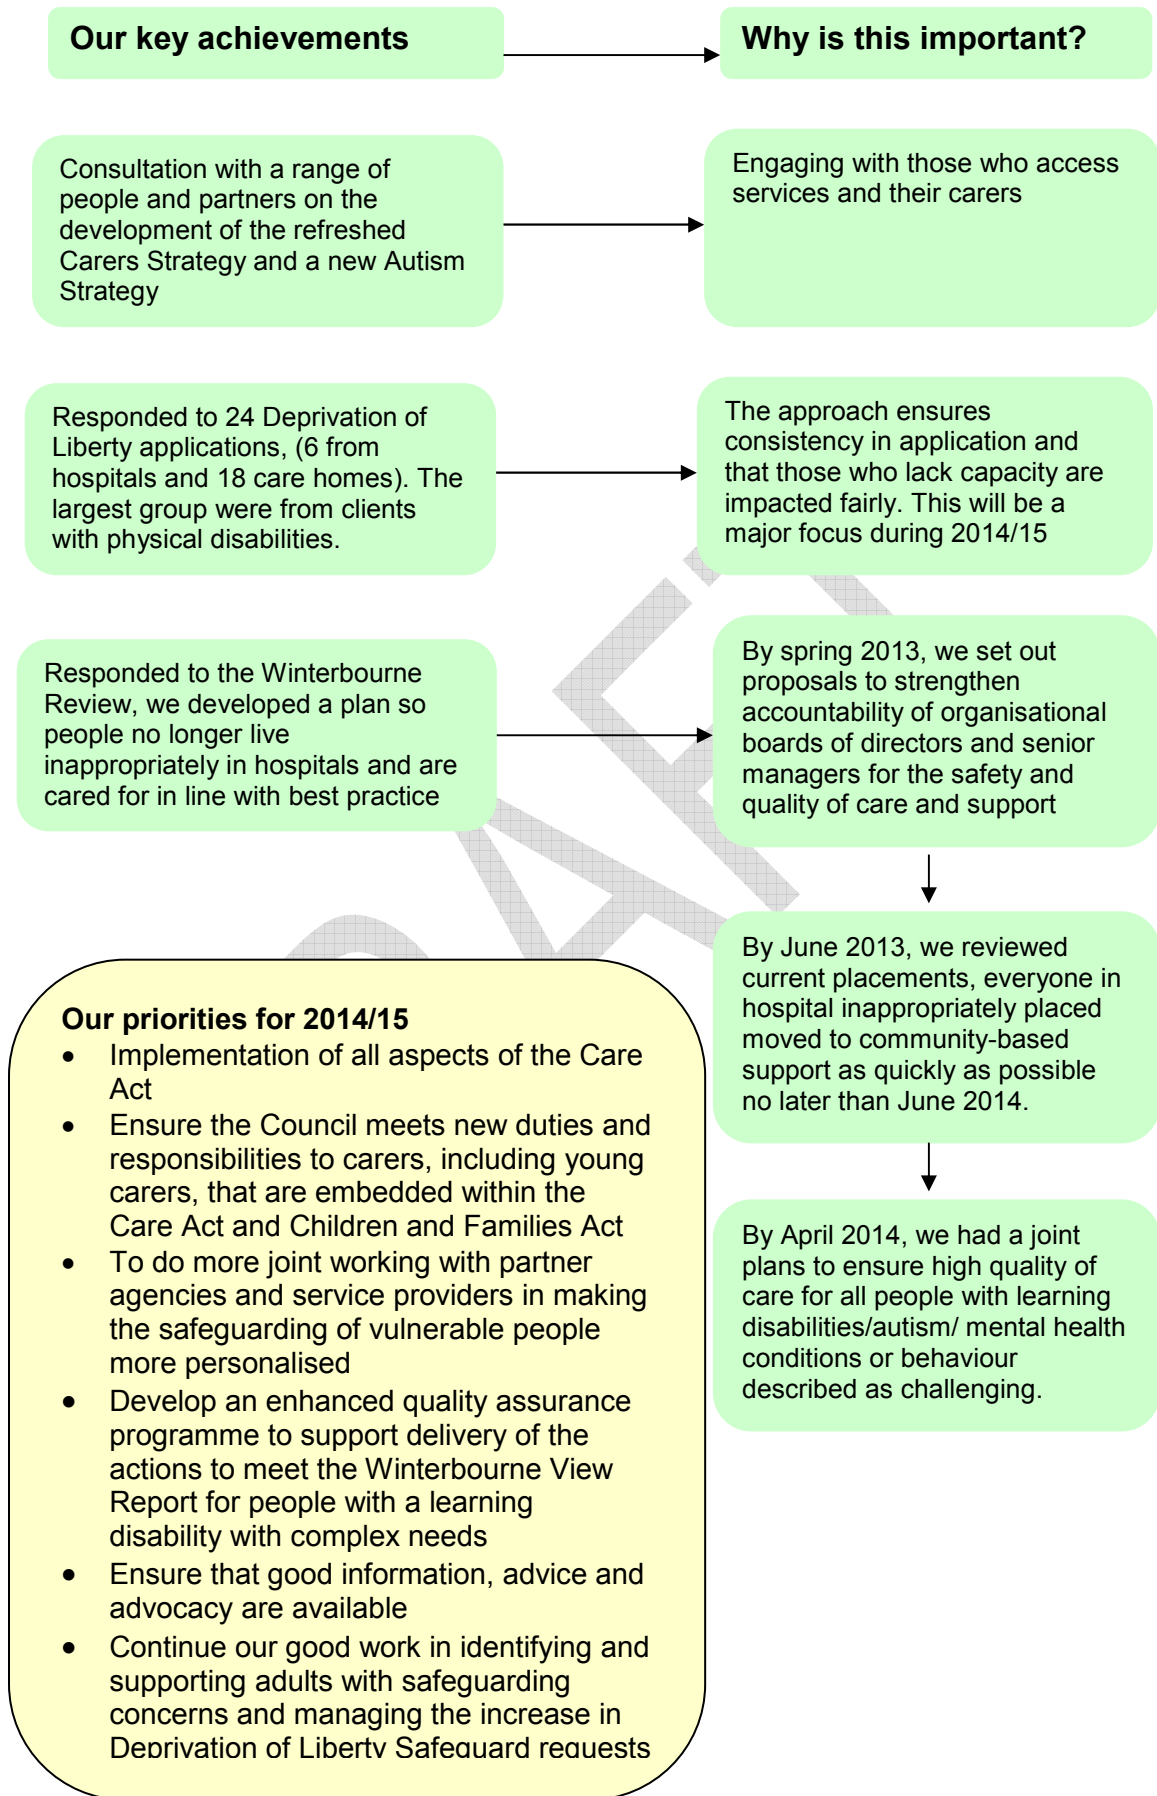 Our key achievements
Why is this important?
Consultation with a range of
people and partners on the
development of the refreshed
Carers Strategy and a new Autism
Strategy
Engaging with those who access
services and their carers
Responded to 24 Deprivation of
Liberty applications, (6 from
hospitals and 18 care homes). The
largest group were from clients
with physical disabilities.
The approach ensures
consistency in application and
that those who lack capacity are
impacted fairly. This will be a
major focus during 2014/15
Responded to the Winterbourne
Review, we developed a plan so
people no longer live
inappropriately in hospitals and are
cared for in line with best practice
By spring 2013, we set out
proposals to strengthen
accountability of organisational
boards of directors and senior
managers for the safety and
quality of care and support
By June 2013, we reviewed
current placements, everyone in
hospital inappropriately placed
moved to community-based
support as quickly as possible
no later than June 2014.
By April 2014, we had a joint
plans to ensure high quality of
care for all people with learning
disabilities/autism/ mental health
conditions or behaviour
described as challenging.
Our priorities for 2014/15
• Implementation of all aspects of the Care
Act
• Ensure the Council meets new duties and
responsibilities to carers, including young
carers, that are embedded within the
Care Act and Children and Families Act
• To do more joint working with partner
agencies and service providers in making
the safeguarding of vulnerable people
more personalised
• Develop an enhanced quality assurance
programme to support delivery of the
actions to meet the Winterbourne View
Report for people with a learning
disability with complex needs
• Ensure that good information, advice and
advocacy are available
• Continue our good work in identifying and
supporting adults with safeguarding
concerns and managing the increase in
Deprivation of Liberty Safeguard requests